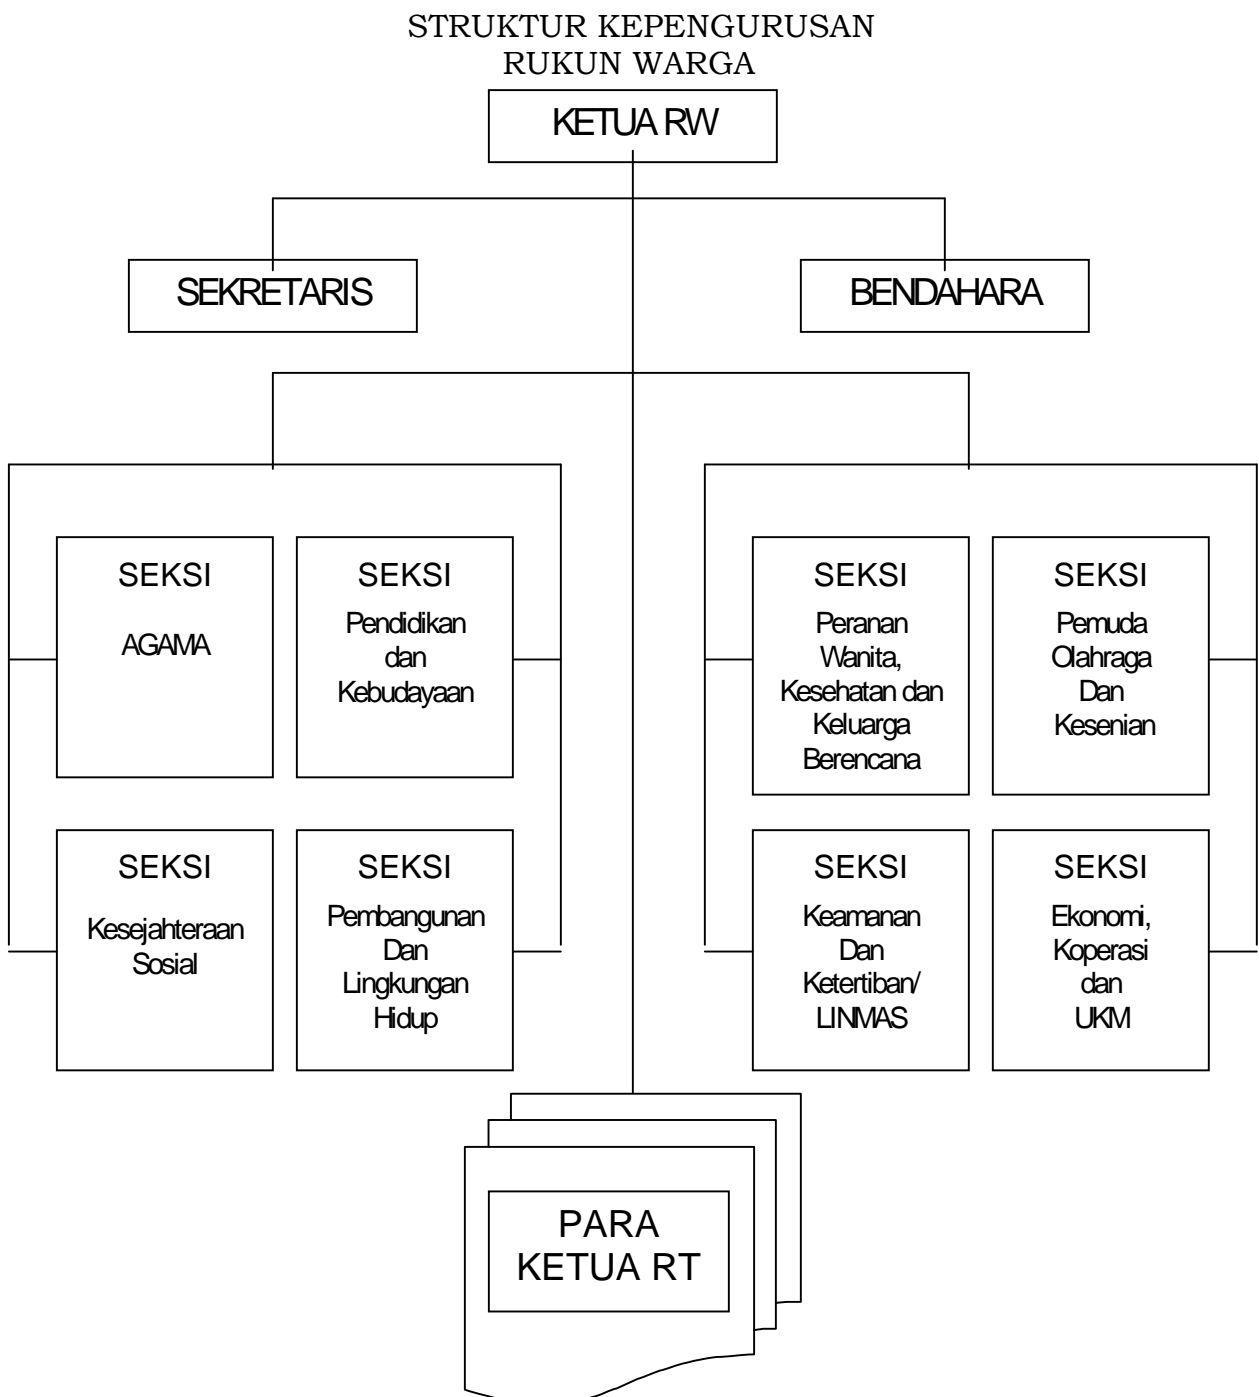 STRUKTUR KEPENGURUSAN
RUKUN WARGA
KETUA RW
SEKRETARIS
BENDAHARA
SEKSI
AGAMA
SEKSI
Pendidikan
dan
Kebudayaan
SEKSI
Peranan
Wanita,
Kesehatan dan
Keluarga
Berencana
SEKSI
Pemuda
Olahraga
Dan
Kesenian
SEKSI
Kesejahteraan
Sosial
SEKSI
Pembangunan
Dan
Lingkungan
Hidup
SEKSI
Keamanan
Dan
Ketertiban/
LINMAS
SEKSI
Ekonomi,
Koperasi
dan
UKM
PARA
KETUA RT